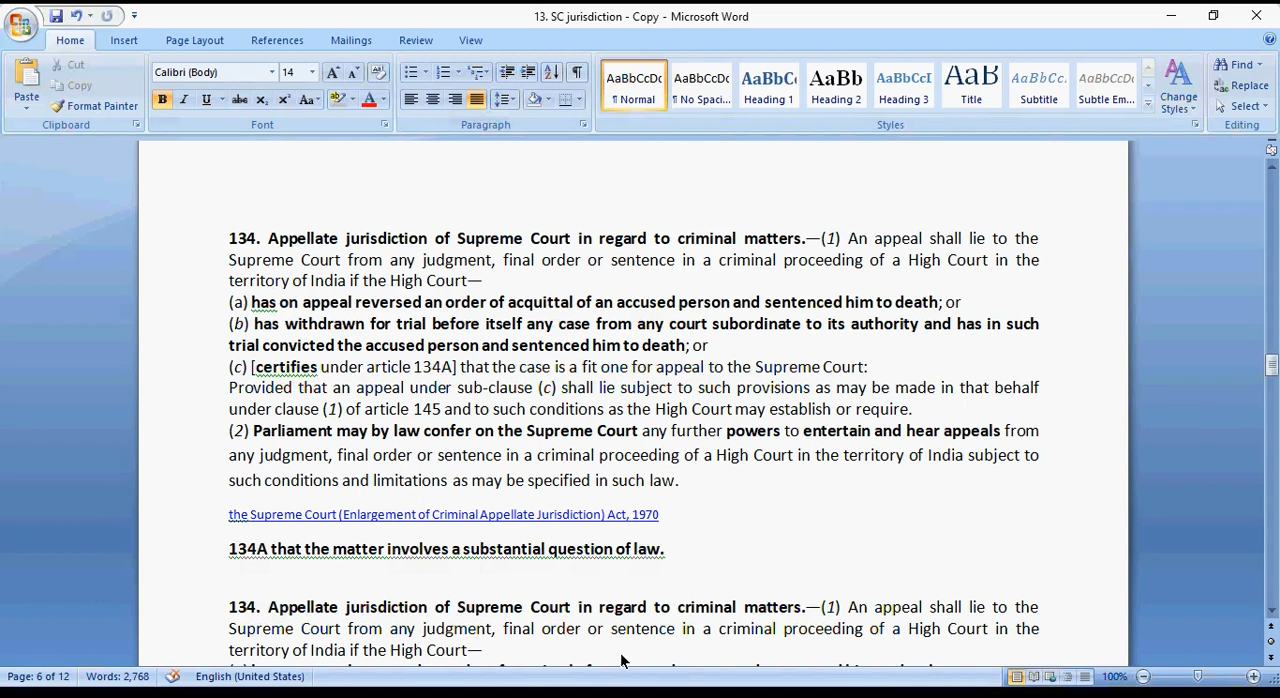 13. SC jurisdiction - Copy - Microsoft Word
Home Insert Page Layout References Mailings Review View
Paste Cut Copy Format Painter Clipboard
Calibri (Body) 14 Font
Paragraph
AaBbCcDc ¶ Normal AaBbCcDc ¶ No Spaci... AaBbCc Heading 1 AaBb Heading 2 AaBbCcI Heading 3 AaB Title AaBbCc. Subtitle AaBbCcDc Subtle Em... Change Styles Styles
Find Replace Select Editing
134. Appellate jurisdiction of Supreme Court in regard to criminal matters.—(1) An appeal shall lie to the
Supreme Court from any judgment, final order or sentence in a criminal proceeding of a High Court in the
territory of India if the High Court—
(a) has on appeal reversed an order of acquittal of an accused person and sentenced him to death; or
(b) has withdrawn for trial before itself any case from any court subordinate to its authority and has in such
trial convicted the accused person and sentenced him to death; or
(c) [certifies under article 134A] that the case is a fit one for appeal to the Supreme Court:
Provided that an appeal under sub-clause (c) shall lie subject to such provisions as may be made in that behalf
under clause (1) of article 145 and to such conditions as the High Court may establish or require.
(2) Parliament may by law confer on the Supreme Court any further powers to entertain and hear appeals from
any judgment, final order or sentence in a criminal proceeding of a High Court in the territory of India subject to
such conditions and limitations as may be specified in such law.
the Supreme Court (Enlargement of Criminal Appellate Jurisdiction) Act, 1970
134A that the matter involves a substantial question of law.
134. Appellate jurisdiction of Supreme Court in regard to criminal matters.—(1) An appeal shall lie to the
Supreme Court from any judgment, final order or sentence in a criminal proceeding of a High Court in the
territory of India if the High Court—
Page: 6 of 12 Words: 2,768 English (United States) 100%